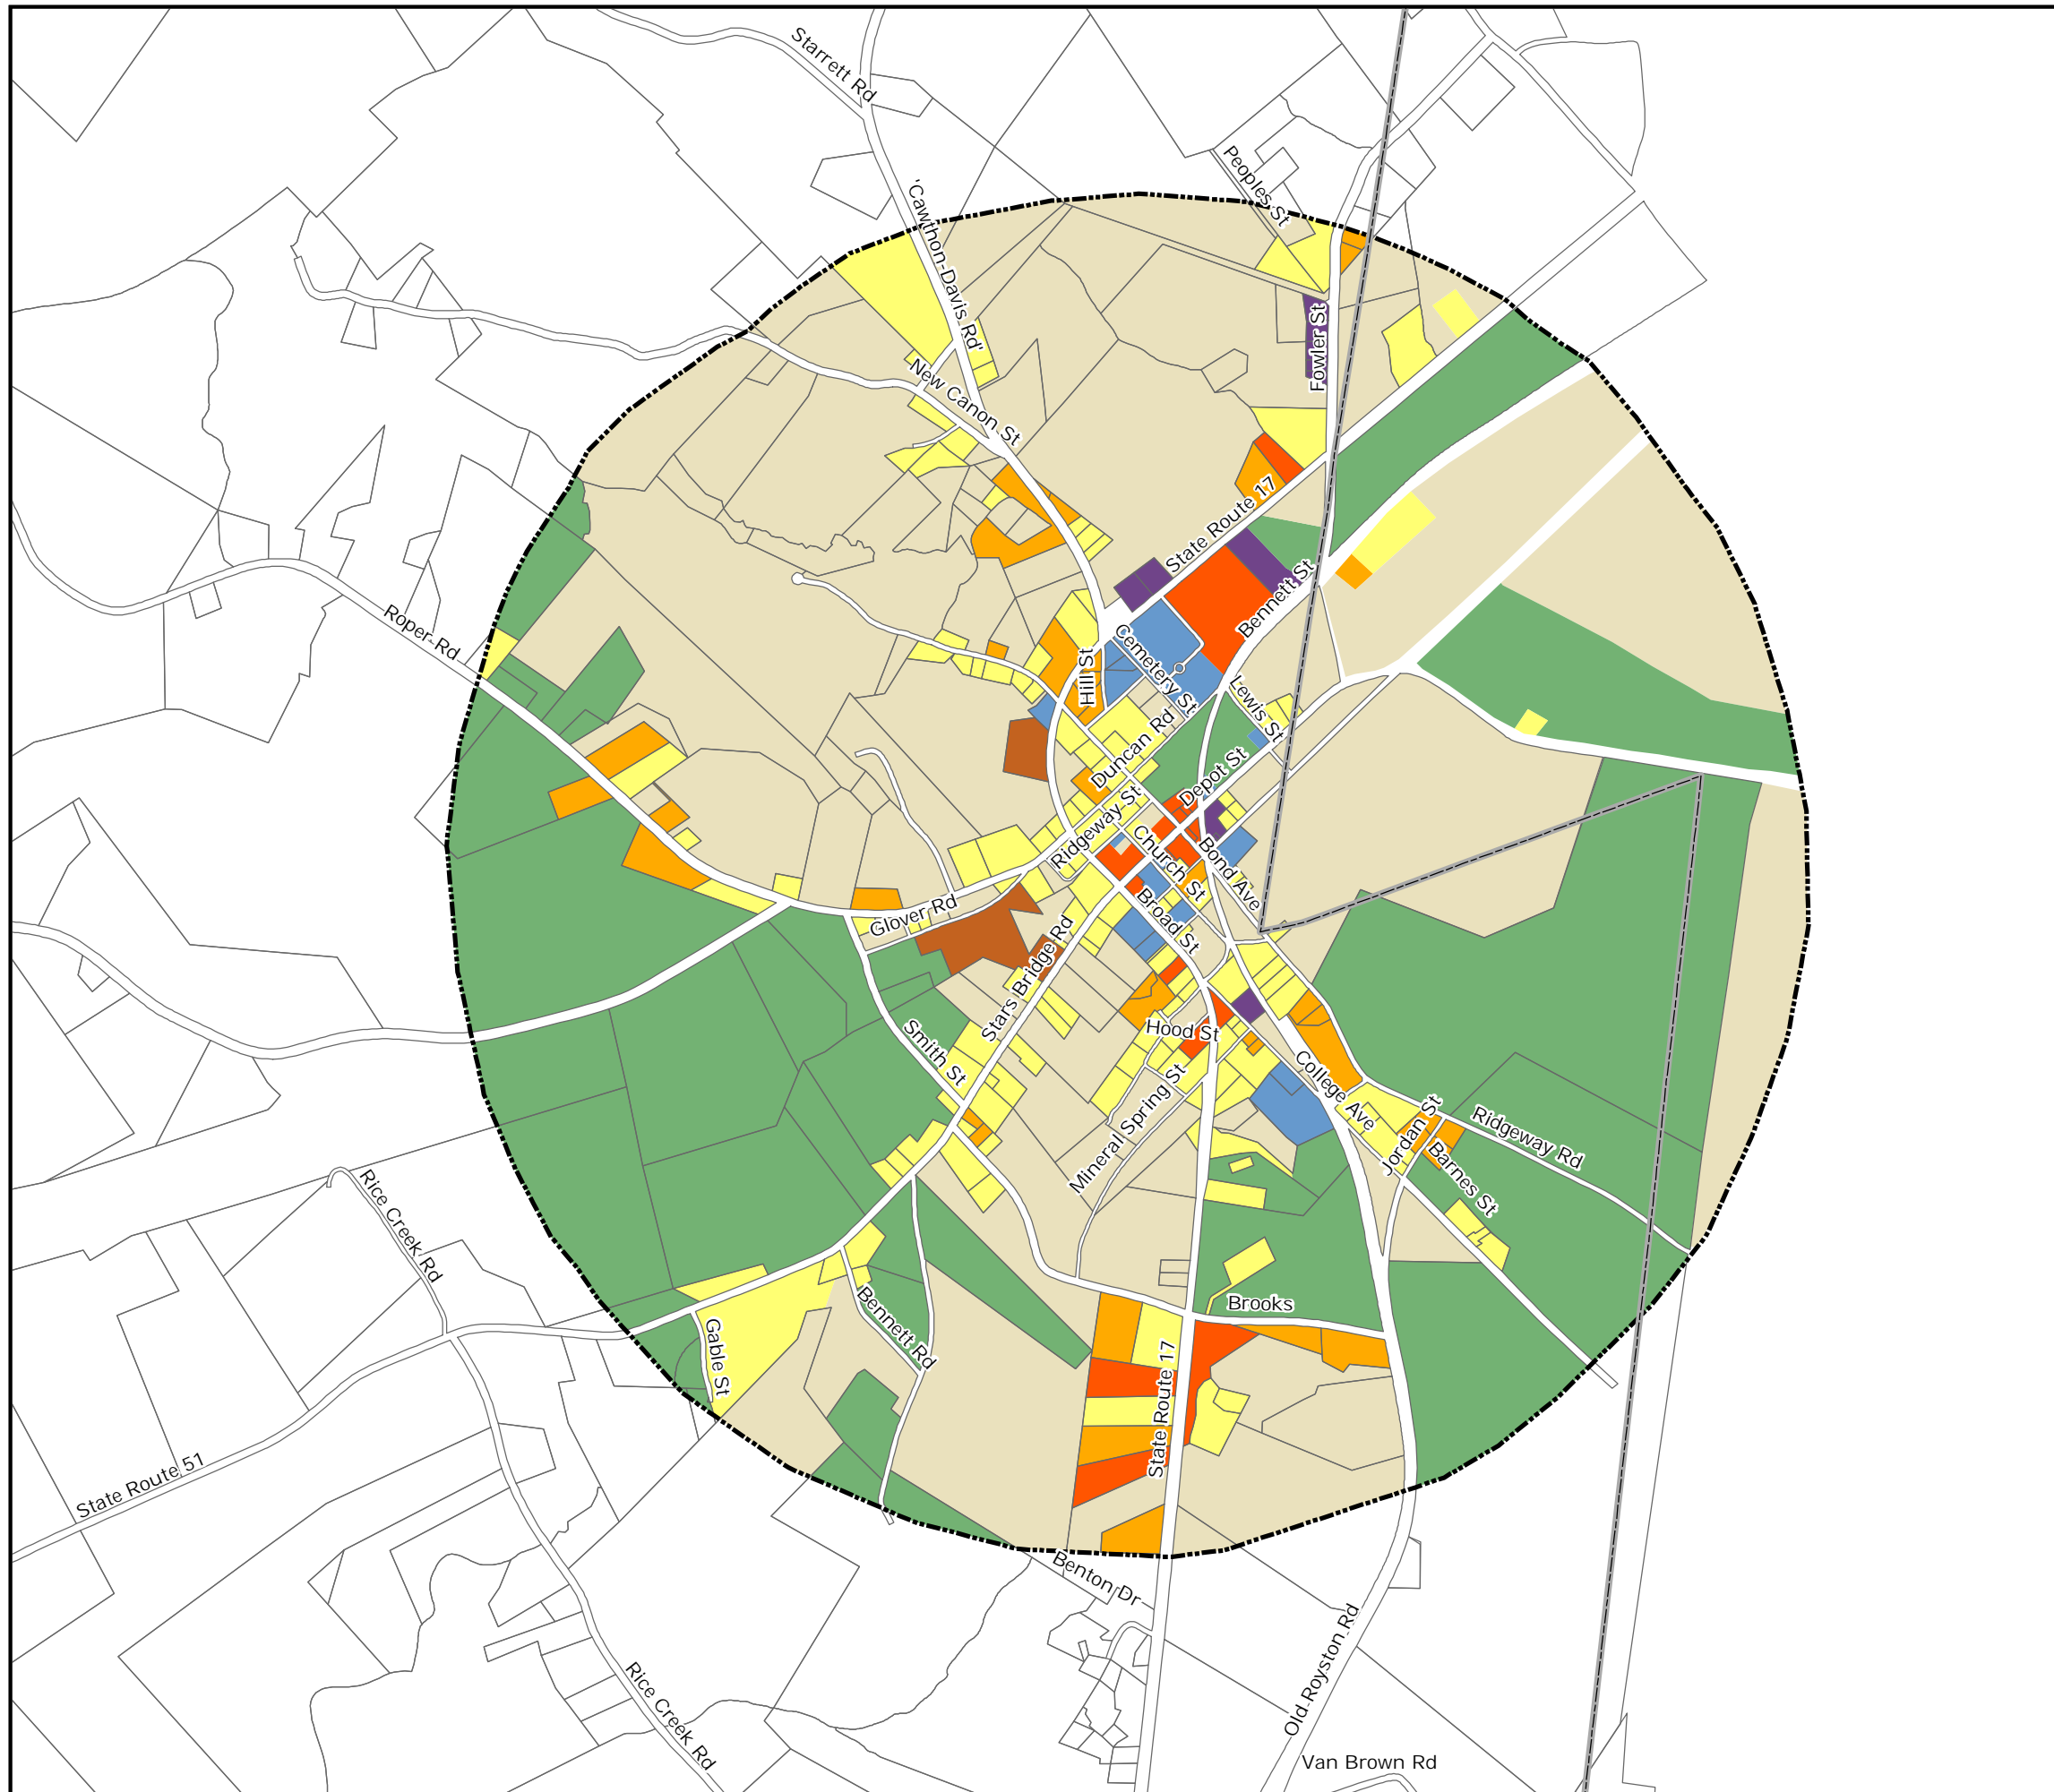 Starrett Rd
Peoples St
'Cawthon-Davis Rd'
Fowler St
New Canon St
State Route 17
Bennett St
Roper Rd
Cemetery St
Hill St
Lewis St
Duncan Rd
Depot St
Ridgeway St
Church St
Bond Ave
Glover Rd
Broad St
Stars Bridge Rd
Hood St
Smith St
College Ave
Mineral Spring St
Jordan St
Ridgeway Rd
Barnes St
Rice Creek Rd
Brooks
Bennett Rd
Gable St
State Route 17
State Route 51
Benton Dr
Old Royston Rd
Rice Creek Rd
Van Brown Rd